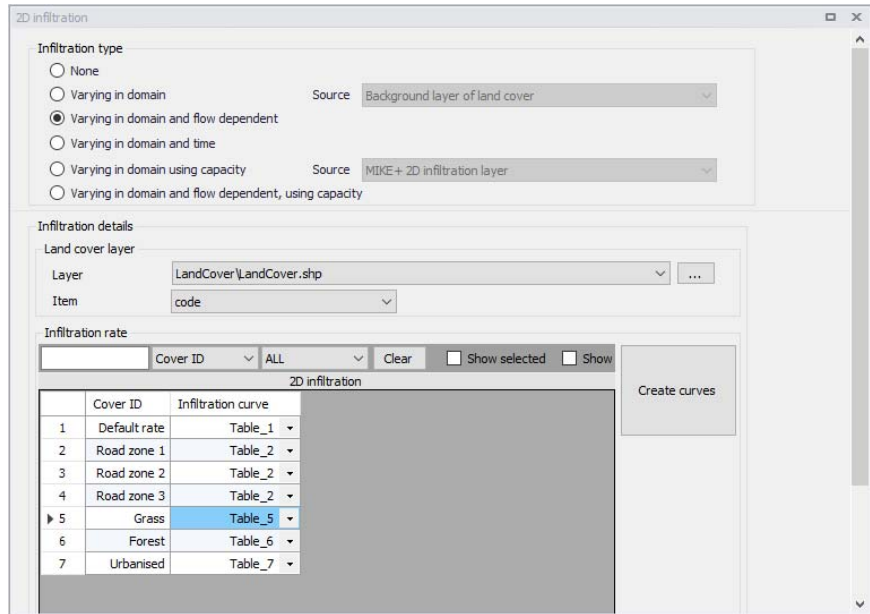 2D infiltration
Infiltration type
None
Varying in domain Source Background layer of land cover
Varying in domain and flow dependent
Varying in domain and time
Varying in domain using capacity Source MIKE+ 2D infiltration layer
Varying in domain and flow dependent, using capacity
Infiltration details
Land cover layer
Layer LandCover\LandCover.shp ...
Item code
Infiltration rate
Cover ID ALL Clear Show selected Show
2D infiltration
Create curves
Cover ID Infiltration curve
1 Default rate Table_1
2 Road zone 1 Table_2
3 Road zone 2 Table_2
4 Road zone 3 Table_2
5 Grass Table_5
6 Forest Table_6
7 Urbanised Table_7